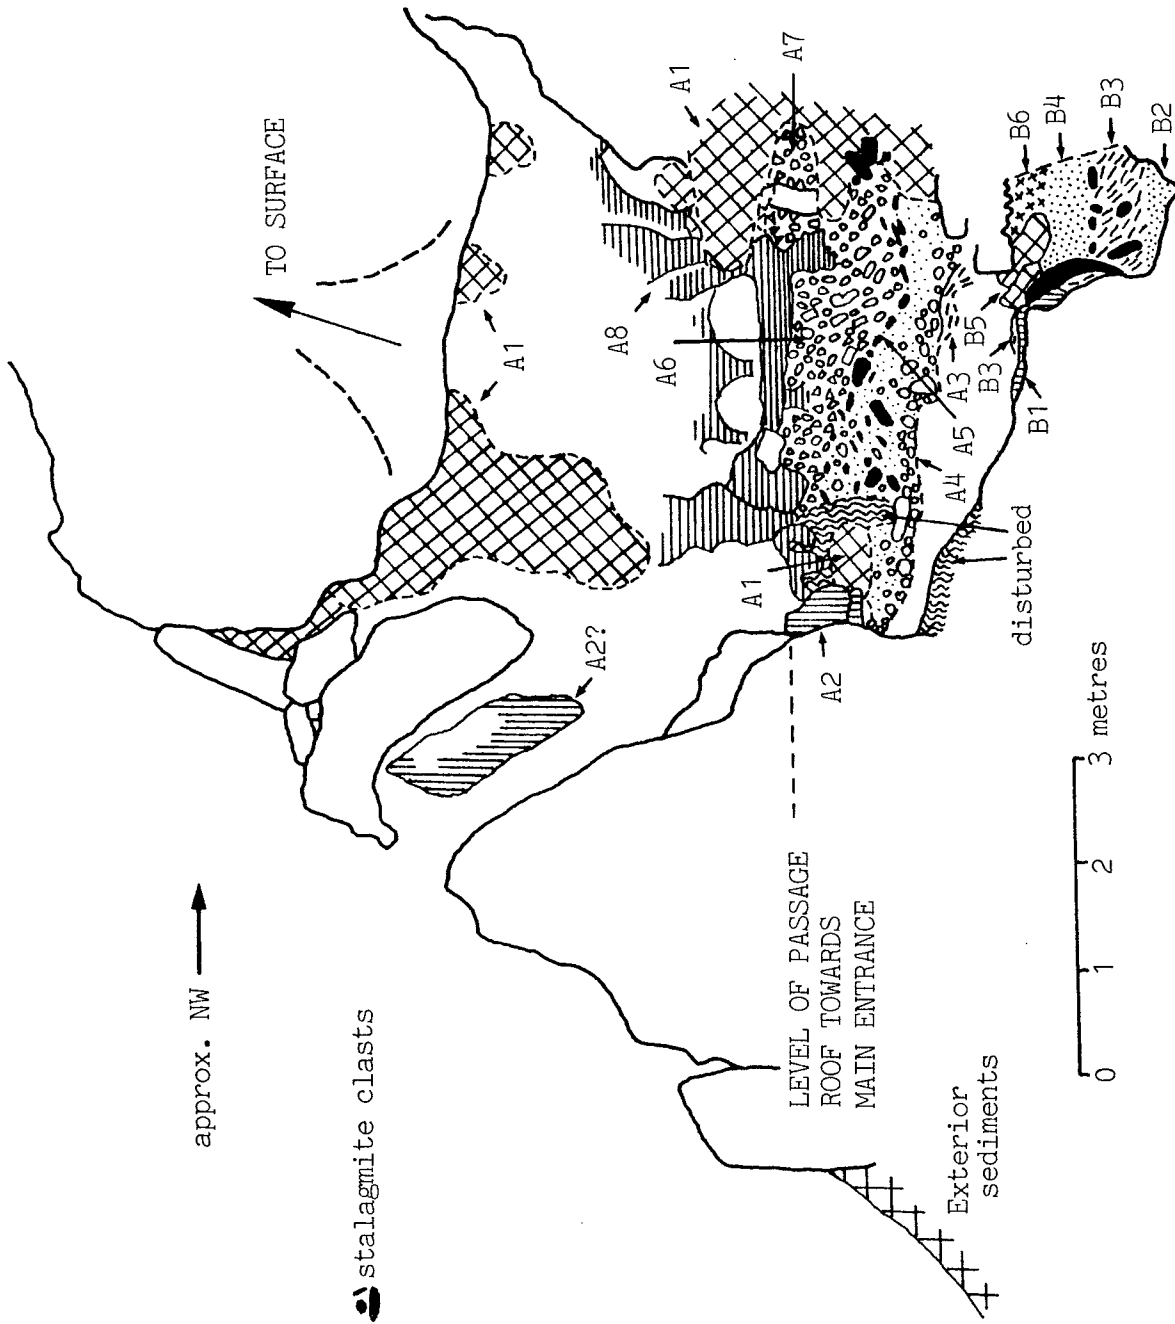 TO SURFACE
approx. NW
stalagmite clasts
A1
A1
A7
A8
A6
A2?
A1
A2
A3
A5
A4
disturbed
B6
B4
B3
B2
B5
B3
B1
LEVEL OF PASSAGE
ROOF TOWARDS
MAIN ENTRANCE
Exterior
sediments
0 1 2 3 metres